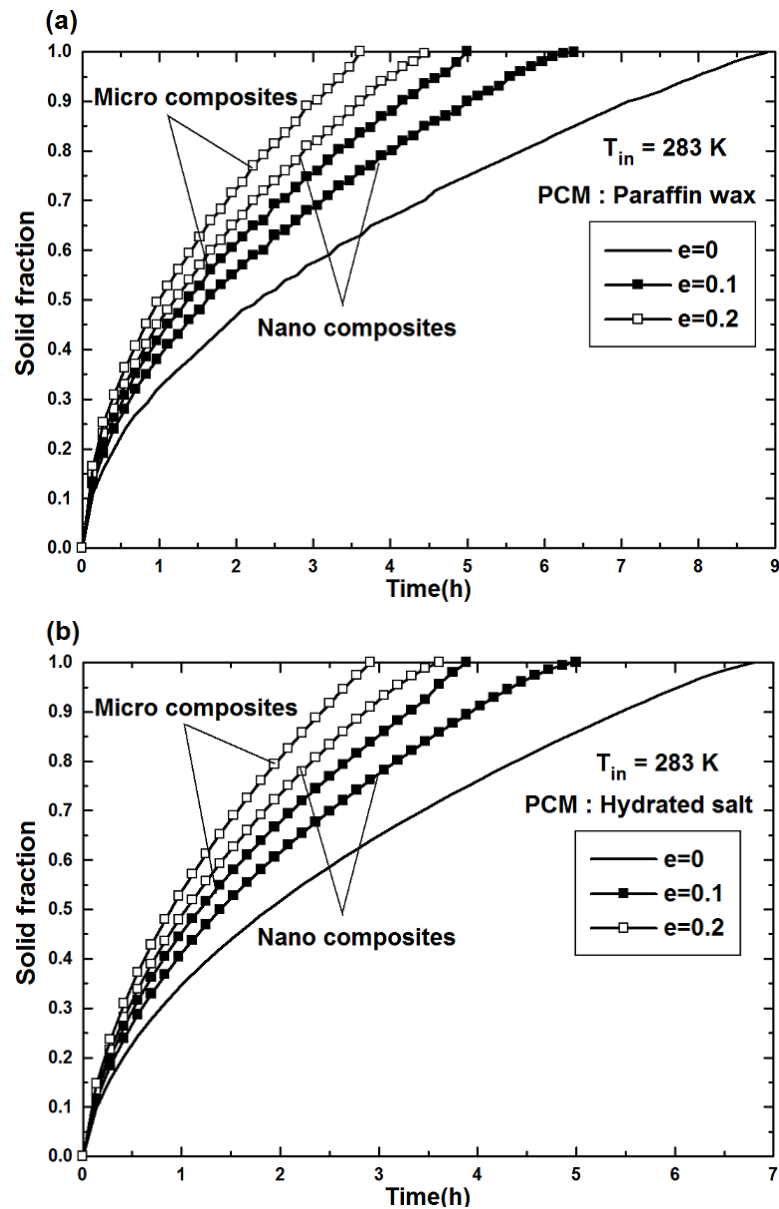 (a)
1.0
0.9
0.8
0.7
0.6
0.5
0.4
0.3
0.2
0.1
0.0
Solid fraction
Micro composites
Nano composites
T_in = 283 K
PCM : Paraffin wax
e=0
e=0.1
e=0.2
0 1 2 3 4 5 6 7 8 9
Time(h)
(b)
1.0
0.9
0.8
0.7
0.6
0.5
0.4
0.3
0.2
0.1
0.0
Solid fraction
Micro composites
Nano composites
T_in = 283 K
PCM : Hydrated salt
e=0
e=0.1
e=0.2
0 1 2 3 4 5 6 7
Time(h)